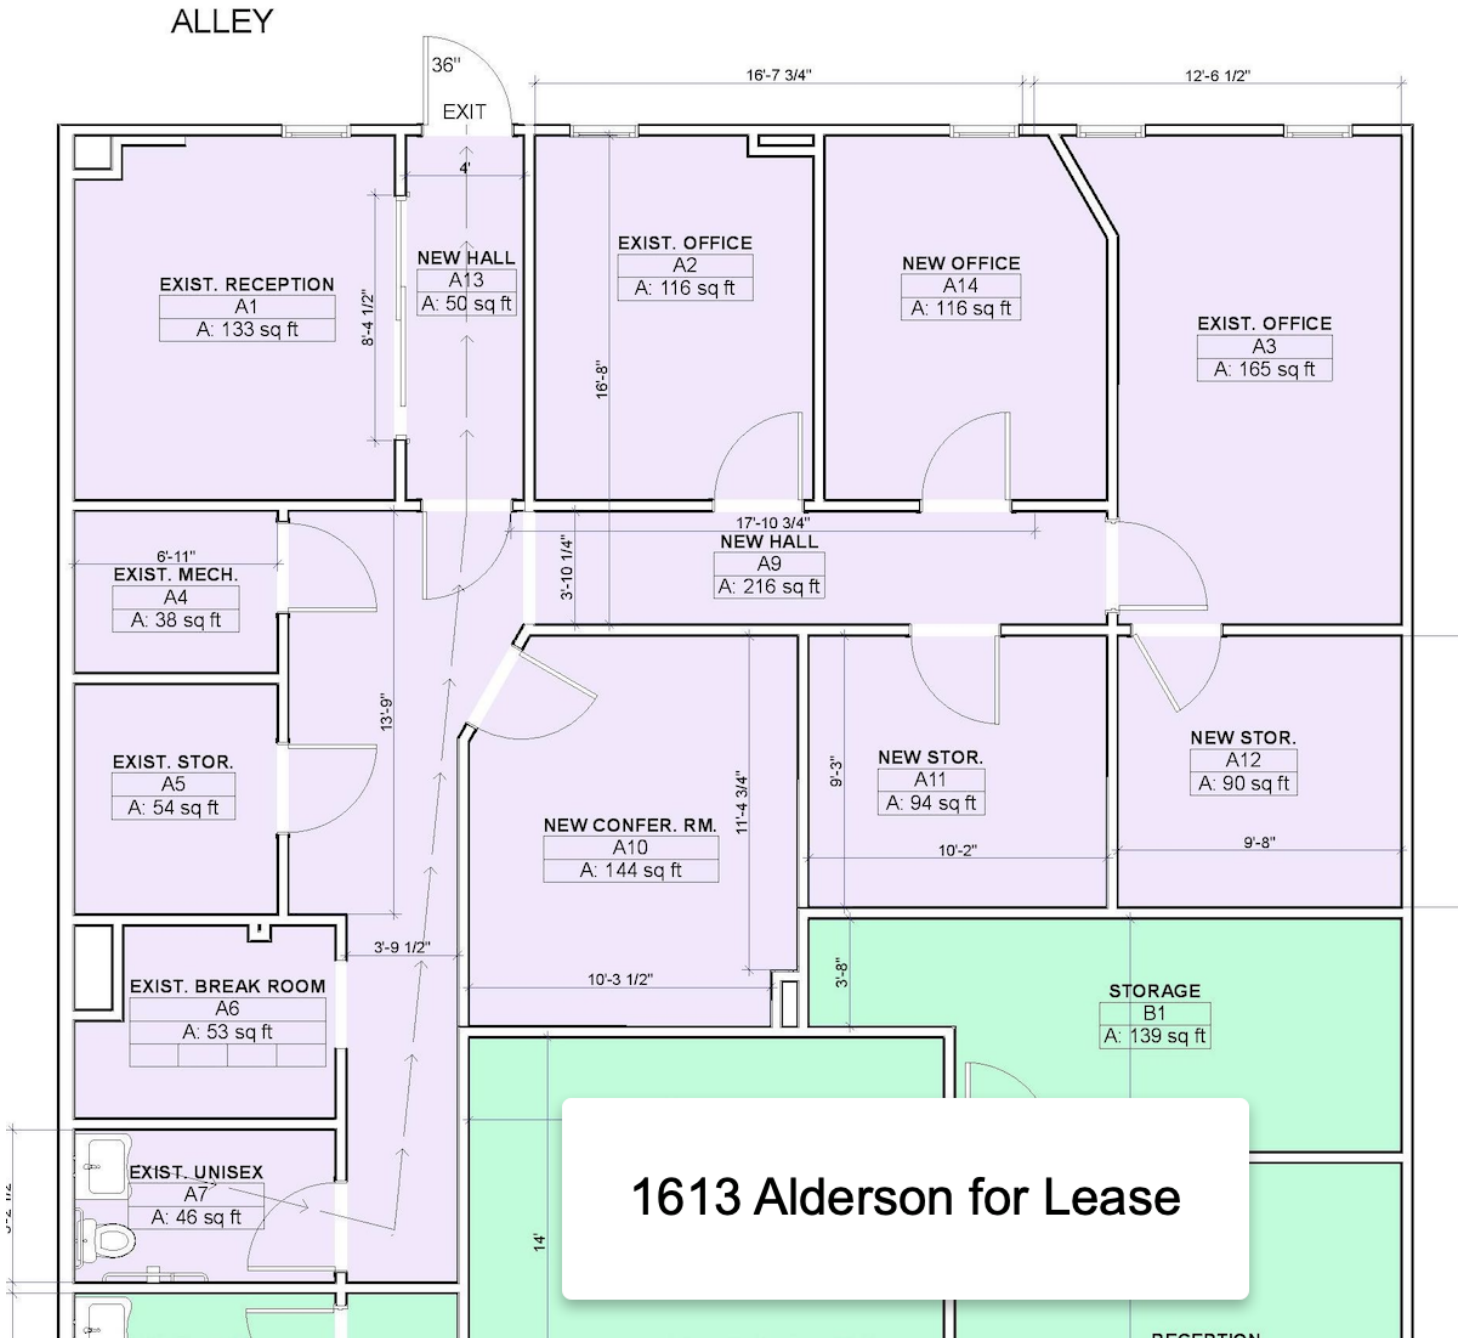 ALLEY
36"
EXIT
16'-7 3/4"
12'-6 1/2"
4'
EXIST. RECEPTION
A1
A: 133 sq ft
8'-4 1/2"
NEW HALL
A13
A: 50 sq ft
EXIST. OFFICE
A2
A: 116 sq ft
16'-8"
NEW OFFICE
A14
A: 116 sq ft
EXIST. OFFICE
A3
A: 165 sq ft
6'-11"
EXIST. MECH.
A4
A: 38 sq ft
3'-10 1/4"
17'-10 3/4"
NEW HALL
A9
A: 216 sq ft
13'-9"
EXIST. STOR.
A5
A: 54 sq ft
NEW CONFER. RM.
A10
A: 144 sq ft
11'-4 3/4"
9'-3"
NEW STOR.
A11
A: 94 sq ft
10'-2"
NEW STOR.
A12
A: 90 sq ft
9'-8"
3'-9 1/2"
10'-3 1/2"
3'-8"
EXIST. BREAK ROOM
A6
A: 53 sq ft
STORAGE
B1
A: 139 sq ft
EXIST. UNISEX
A7
A: 46 sq ft
14'
1613 Alderson for Lease